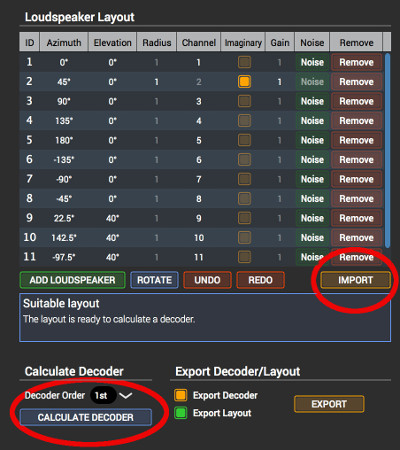 Loudspeaker Layout
ID Azimuth Elevation Radius Channel Imaginary Gain Noise Remove
1 0° 0° 1 1 1 Noise Remove
2 45° 0° 1 2 1 Noise Remove
3 90° 0° 1 3 1 Noise Remove
4 135° 0° 1 4 1 Noise Remove
5 180° 0° 1 5 1 Noise Remove
6 -135° 0° 1 6 1 Noise Remove
7 -90° 0° 1 7 1 Noise Remove
8 -45° 0° 1 8 1 Noise Remove
9 22.5° 40° 1 9 1 Noise Remove
10 142.5° 40° 1 10 1 Noise Remove
11 -97.5° 40° 1 11 1 Noise Remove
ADD LOUDSPEAKER ROTATE UNDO REDO IMPORT
Suitable layout
The layout is ready to calculate a decoder.
Calculate Decoder Export Decoder/Layout
Decoder Order 1st Export Decoder
CALCULATE DECODER Export Layout EXPORT